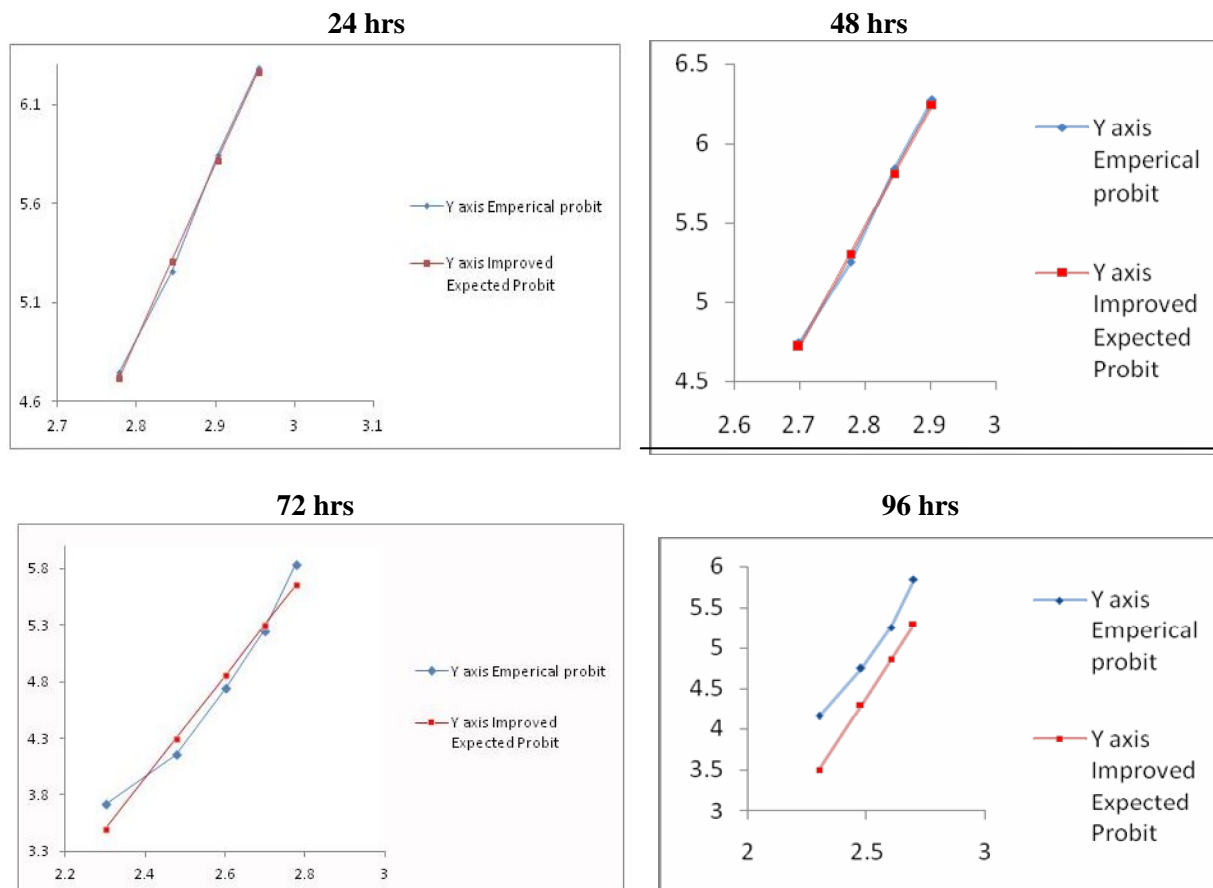 24 hrs
6.1
5.6
5.1
4.6
2.7 2.8 2.9 3 3.1
Y axis Emperical probit
Y axis Improved
Expected Probit
48 hrs
6.5
6
5.5
5
4.5
2.6 2.7 2.8 2.9 3
Y axis
Emperical
probit
Y axis
Improved
Expected
Probit
72 hrs
5.8
5.3
4.8
4.3
3.8
3.3
2.2 2.4 2.6 2.8 3
Y axis Emperical probit
Y axis Improved
Expected Probit
96 hrs
6
5.5
5
4.5
4
3.5
3
2 2.5 3
Y axis
Emperical
probit
Y axis
Improved
Expected
Probit